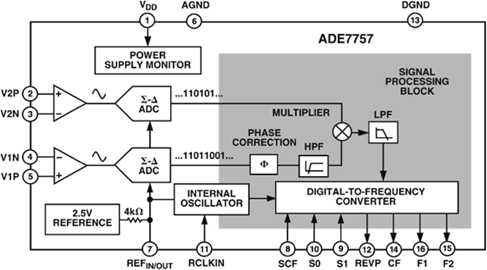 VDD
AGND
DGND
1
6
13
ADE7757
POWER
SUPPLY MONITOR
SIGNAL
PROCESSING
BLOCK
V2P 2
V2N 3
+
−
Σ-Δ
ADC
...110101...
MULTIPLIER
LPF
PHASE
CORRECTION
HPF
V1N 4
V1P 5
−
+
Σ-Δ
ADC
...11011001...
Φ
2.5V
REFERENCE
4kΩ
INTERNAL
OSCILLATOR
DIGITAL-TO-FREQUENCY
CONVERTER
7
11
8
10
9
12
14
16
15
REFIN/OUT
RCLKIN
SCF
S0
S1
REVP
CF
F1
F2